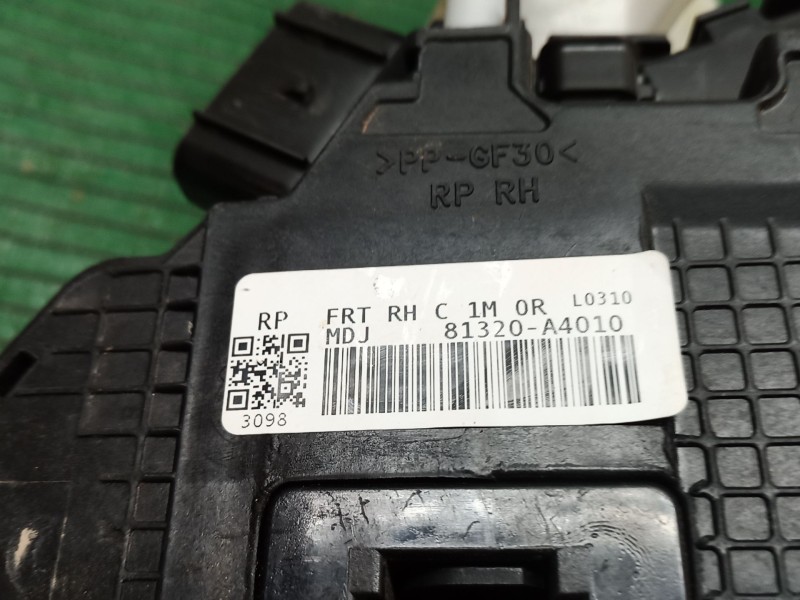 >PP-GF30<
RP RH
RP FRT RH C 1M 0R L0310
MDJ 81320-A4010
3098